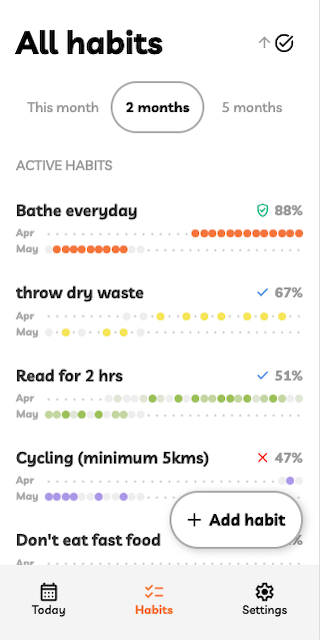 All habits
This month
2 months
5 months
ACTIVE HABITS
Bathe everyday
88%
Apr
May
throw dry waste
67%
Apr
May
Read for 2 hrs
51%
Apr
May
Cycling (minimum 5kms)
47%
Apr
May
+ Add habit
Don't eat fast food
%
Today
Habits
Settings